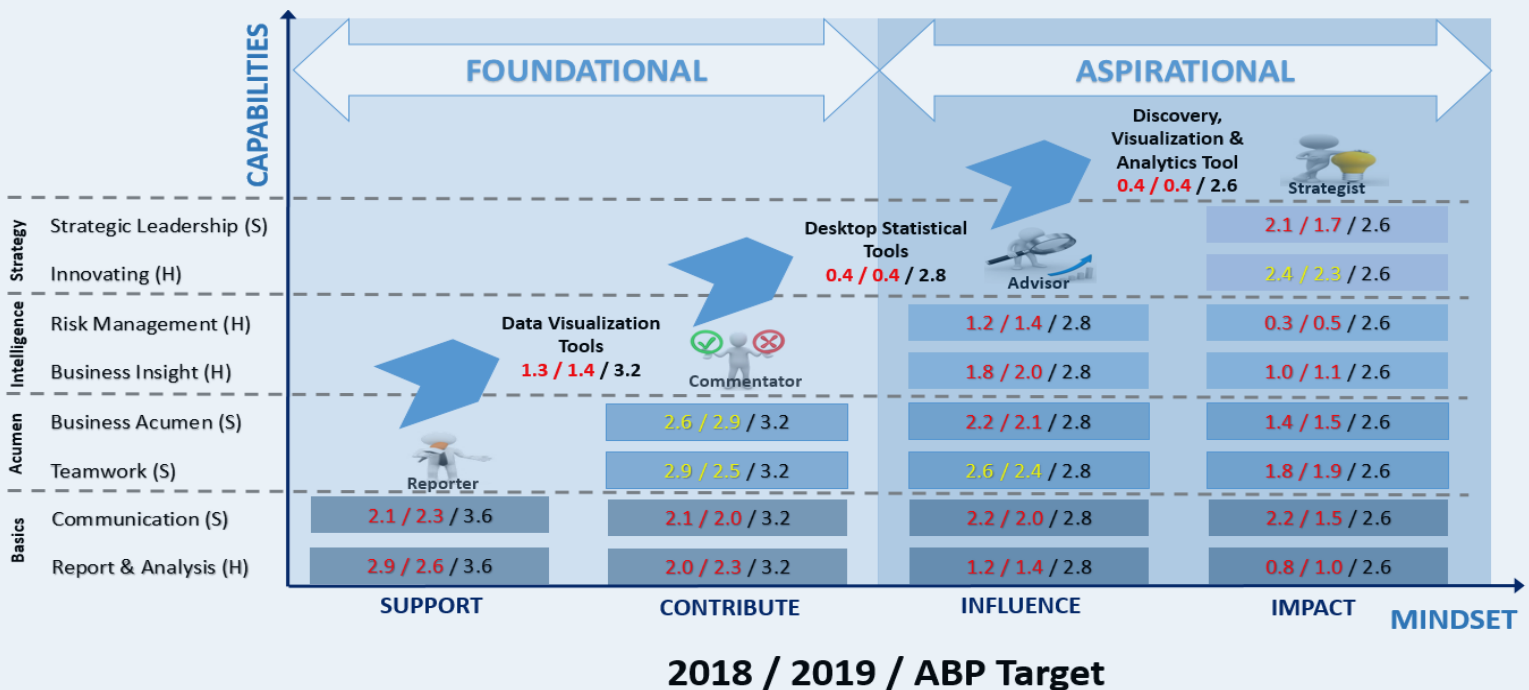 CAPABILITIES
FOUNDATIONAL
ASPIRATIONAL
Discovery,
Visualization &
Analytics Tool
0.4 / 0.4 / 2.6
Strategist
Strategy
Strategic Leadership (S)
2.1 / 1.7 / 2.6
Desktop Statistical
Tools
0.4 / 0.4 / 2.8
Advisor
Innovating (H)
2.4 / 2.3 / 2.6
Intelligence
Risk Management (H)
1.2 / 1.4 / 2.8
0.3 / 0.5 / 2.6
Data Visualization
Tools
1.3 / 1.4 / 3.2
Commentator
Business Insight (H)
1.8 / 2.0 / 2.8
1.0 / 1.1 / 2.6
Acumen
Business Acumen (S)
2.6 / 2.9 / 3.2
2.2 / 2.1 / 2.8
1.4 / 1.5 / 2.6
Reporter
Teamwork (S)
2.9 / 2.5 / 3.2
2.6 / 2.4 / 2.8
1.8 / 1.9 / 2.6
Basics
Communication (S)
2.1 / 2.3 / 3.6
2.1 / 2.0 / 3.2
2.2 / 2.0 / 2.8
2.2 / 1.5 / 2.6
Report & Analysis (H)
2.9 / 2.6 / 3.6
2.0 / 2.3 / 3.2
1.2 / 1.4 / 2.8
0.8 / 1.0 / 2.6
SUPPORT
CONTRIBUTE
INFLUENCE
IMPACT
MINDSET
2018 / 2019 / ABP Target